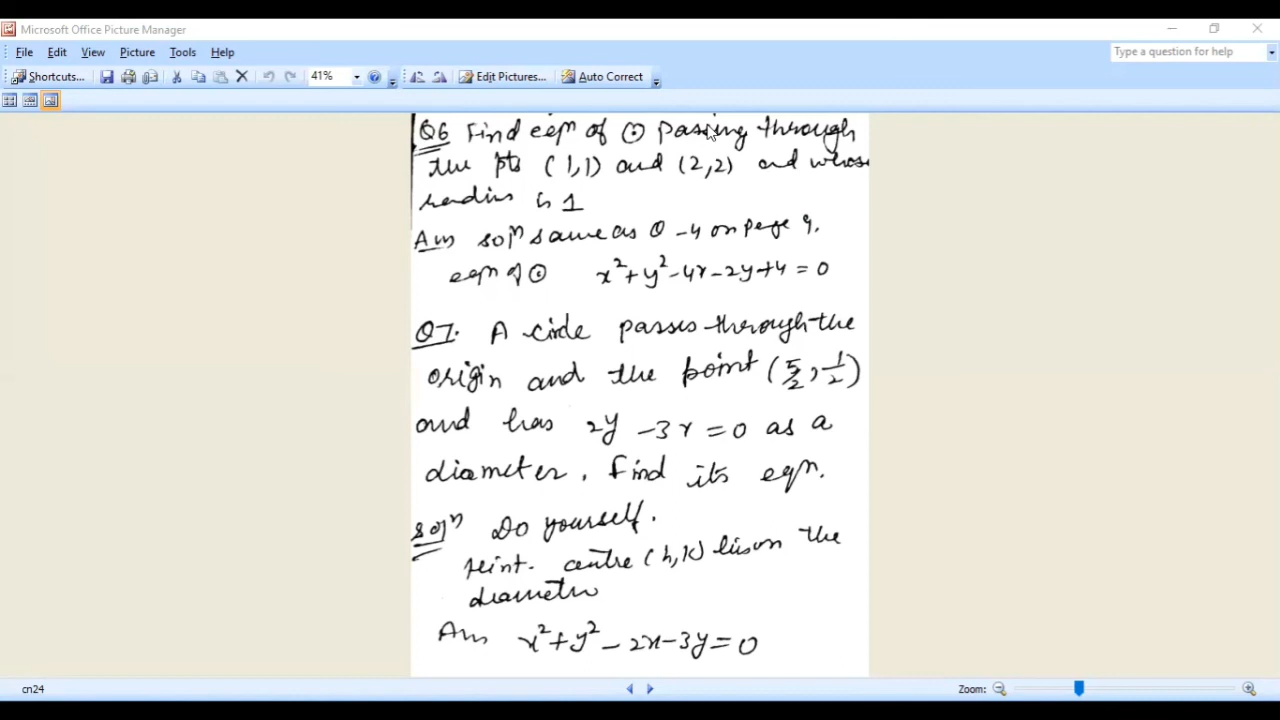 Microsoft Office Picture Manager
File Edit View Picture Tools Help
Type a question for help
Shortcuts... 41% Edit Pictures... Auto Correct
Q6 Find eqn of ⊙ passing through
the pts (1,1) and (2,2) and whose
radius is 1
Ans solⁿ same as Q-4 on page 9.
eqn of ⊙ x²+y²-4x-2y+4=0
Q7. A circle passes through the
origin and the point (5/2, 1/2)
and has 2y-3x=0 as a
diameter. Find its eqn.
Solⁿ Do yourself.
Hint. centre (h,k) lies on the
diameter
Ans x²+y²-2x-3y=0
cn24
Zoom: